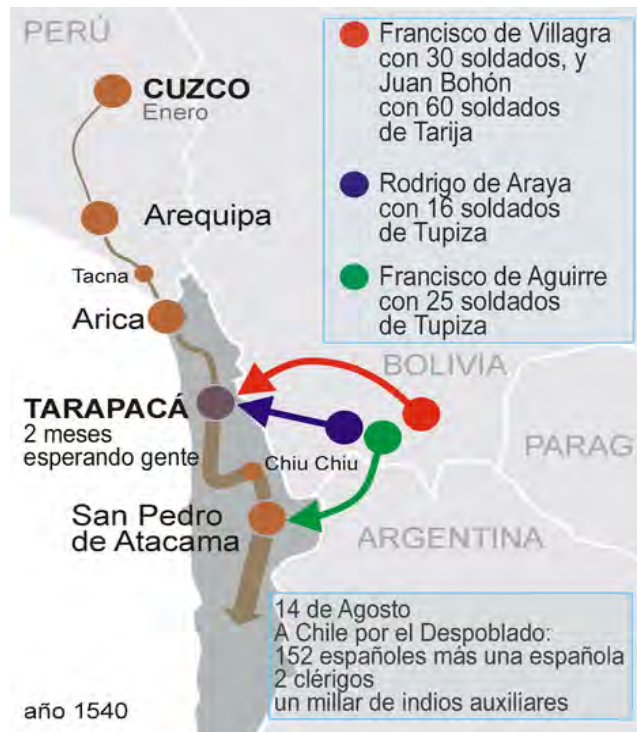 PERÚ
CUZCO
Enero
Arequipa
Tacna
Arica
TARAPACÁ
2 meses
esperando gente
Chiu Chiu
San Pedro
de Atacama
año 1540
Francisco de Villagra
con 30 soldados, y
Juan Bohón
con 60 soldados
de Tarija
Rodrigo de Araya
con 16 soldados
de Tupiza
Francisco de Aguirre
con 25 soldados
de Tupiza
BOLIVIA
PARAG
ARGENTINA
14 de Agosto
A Chile por el Despoblado:
152 españoles más una española
2 clérigos
un millar de indios auxiliares